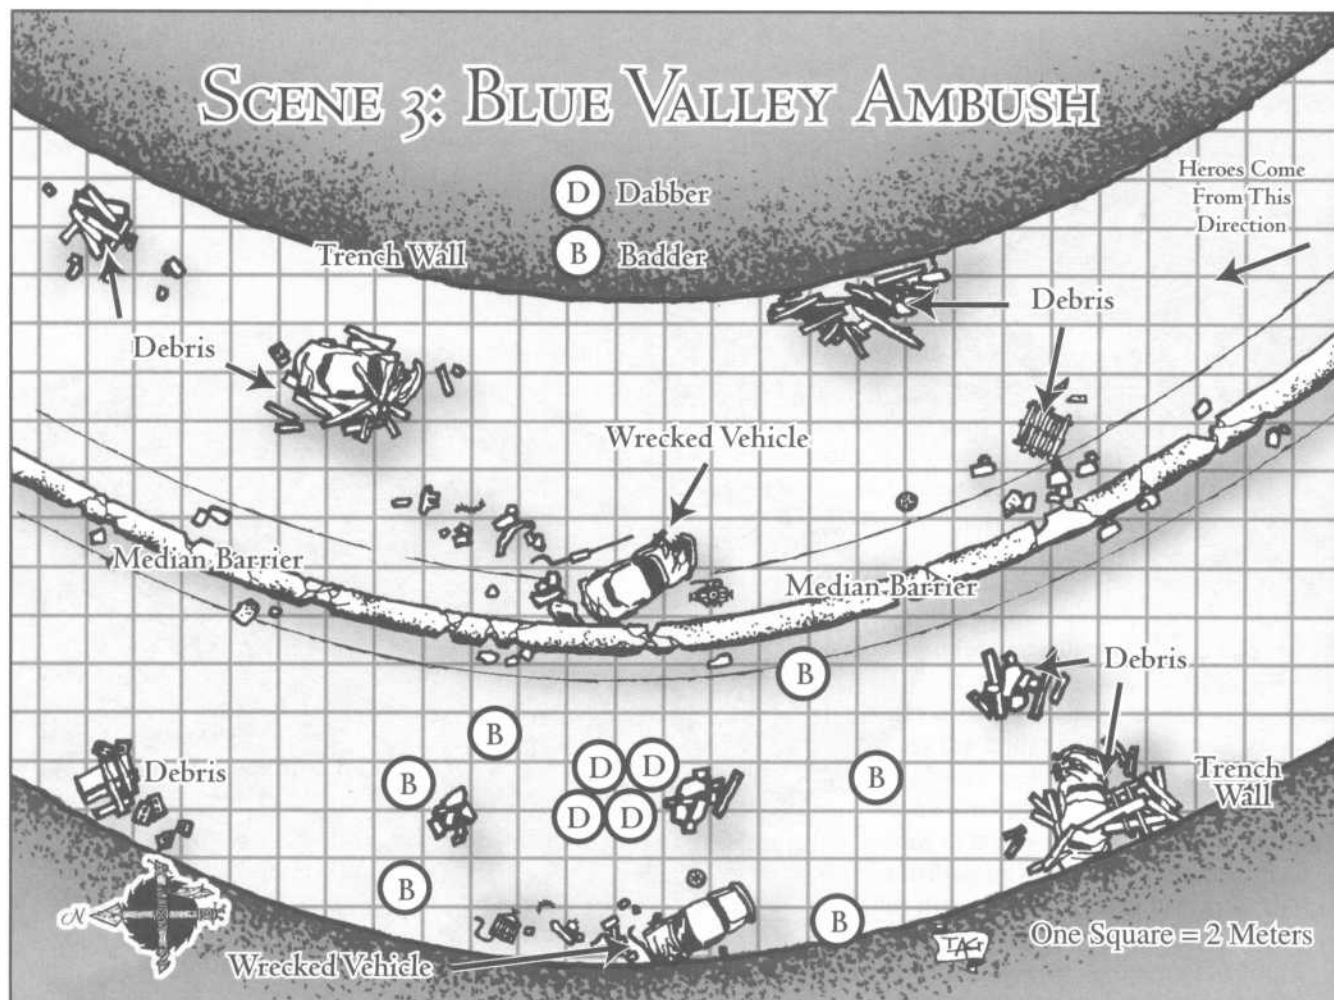 SCENE 3: BLUE VALLEY AMBUSH
D Dabber
B Badder
Heroes Come
From This
Direction
Trench Wall
Debris
Debris
Wrecked Vehicle
Median Barrier
Median Barrier
B
Debris
B
D D
B
B
Debris
Trench
Wall
D D
B
B
N
TAG
One Square = 2 Meters
Wrecked Vehicle